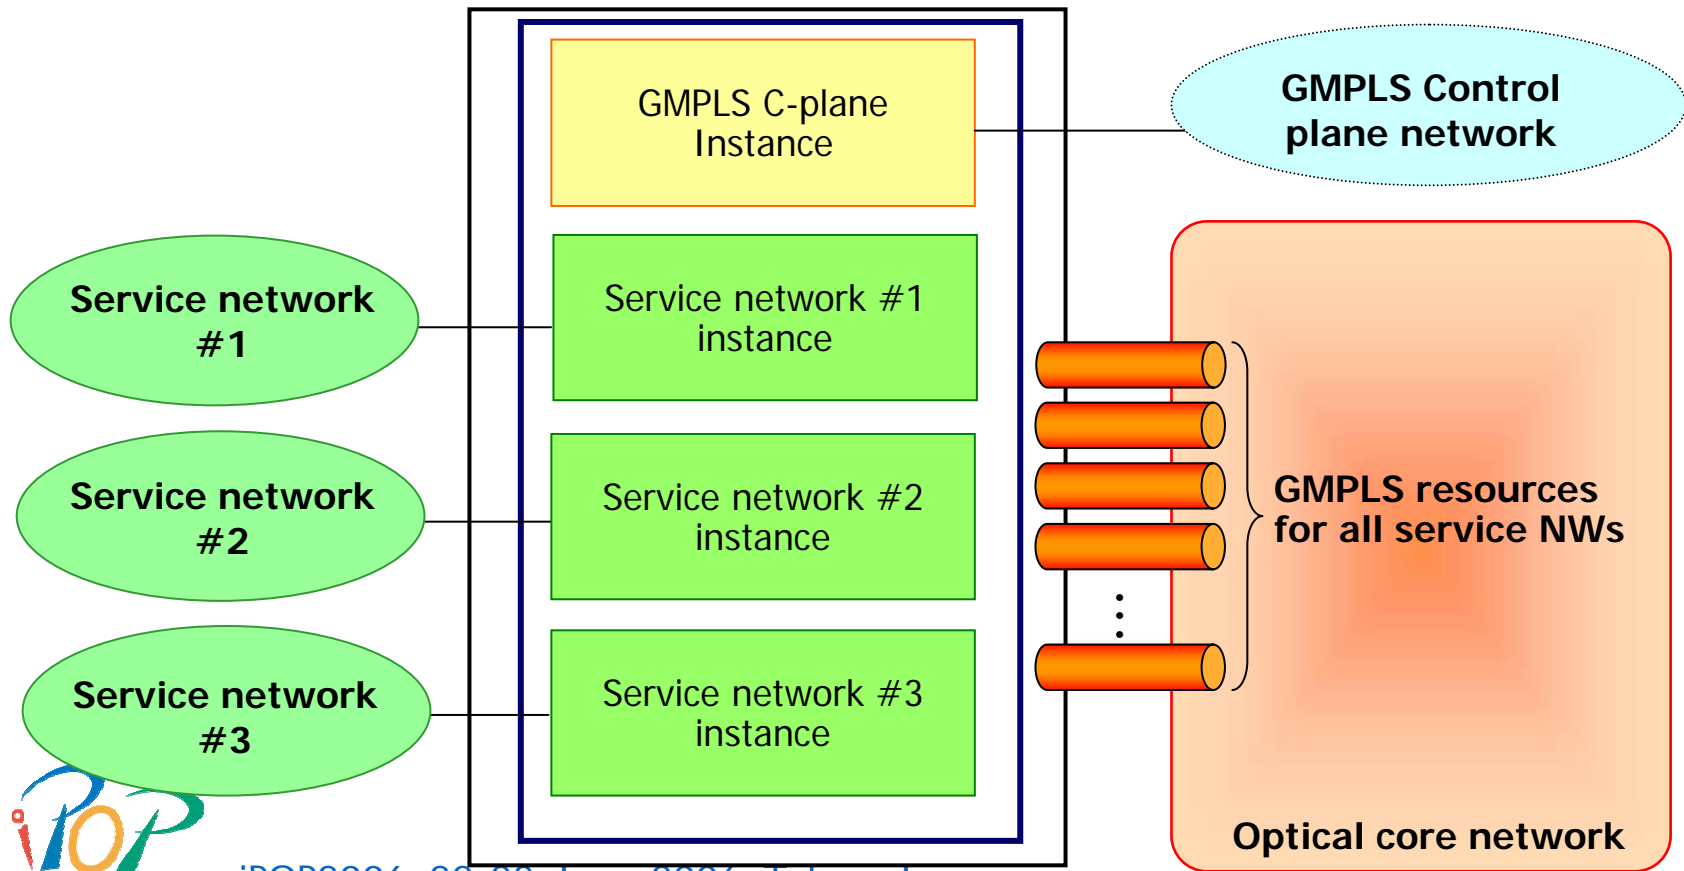 GMPLS C-plane
Instance
GMPLS Control
plane network
Service network
#1
Service network #1
instance
Service network
#2
Service network #2
instance
GMPLS resources
for all service NWs
Service network
#3
Service network #3
instance
Optical core network
iPOP